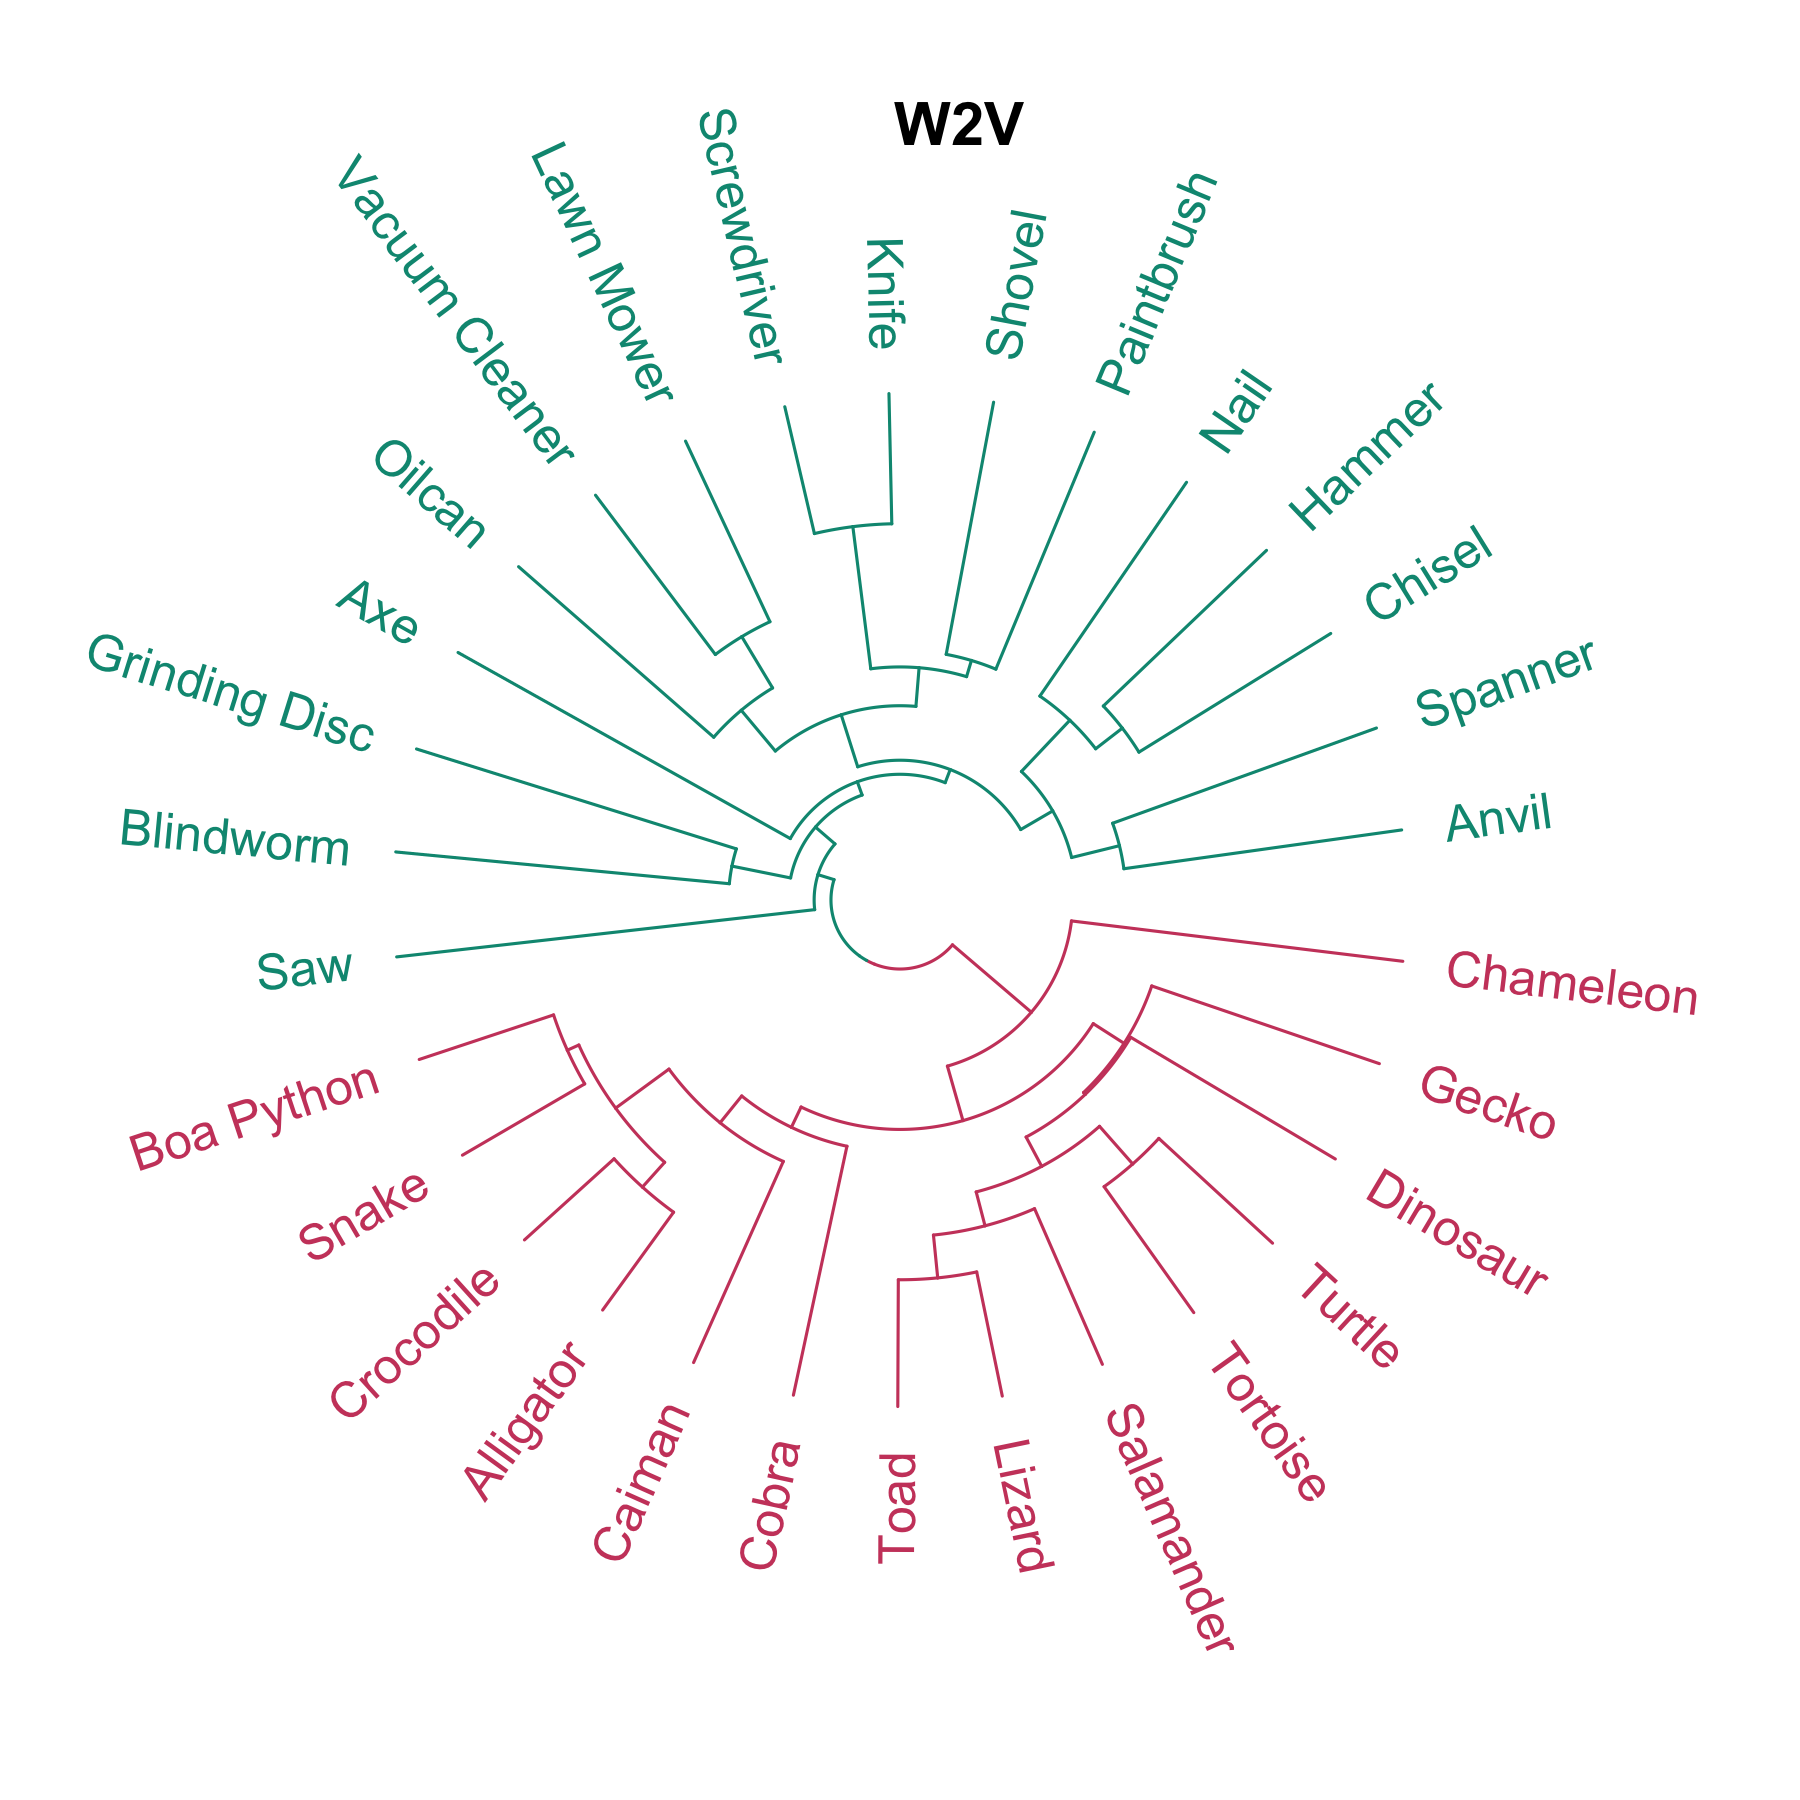 W2V
Screwdriver
Knife
Shovel
Paintbrush
Nail
Hammer
Chisel
Spanner
Anvil
Chameleon
Gecko
Dinosaur
Turtle
Tortoise
Salamander
Lizard
Toad
Cobra
Caiman
Alligator
Crocodile
Snake
Boa Python
Saw
Blindworm
Grinding Disc
Axe
Oilcan
Vacuum Cleaner
Lawn Mower